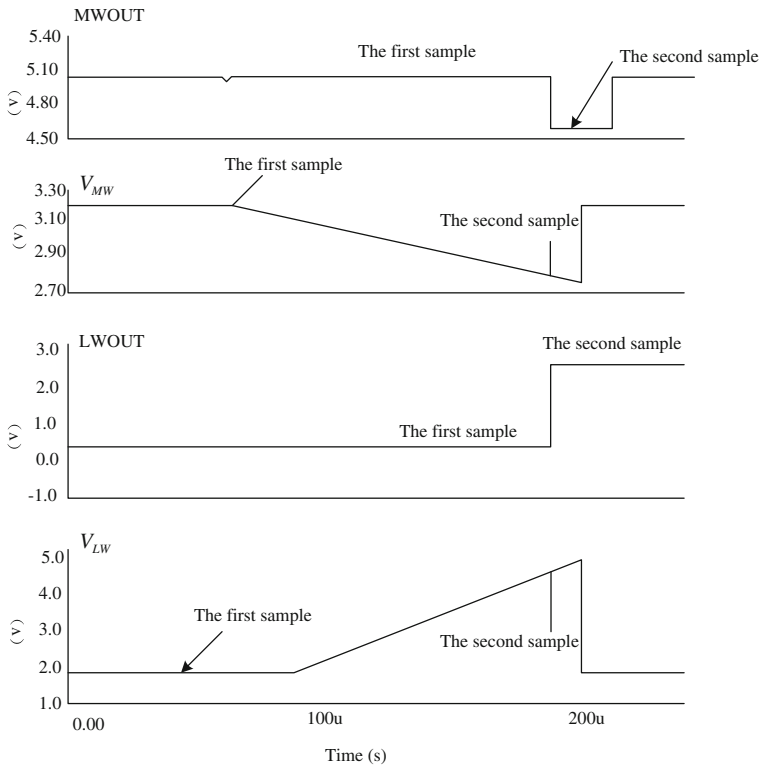 MWOUT
5.40
5.10
4.80
4.50
(v)
The first sample
The second sample
V_MW
3.30
3.10
2.90
2.70
(v)
The first sample
The second sample
LWOUT
3.0
2.0
1.0
0.0
-1.0
(v)
The first sample
The second sample
V_LW
5.0
4.0
3.0
2.0
1.0
(v)
The first sample
The second sample
0.00
100u
200u
Time (s)